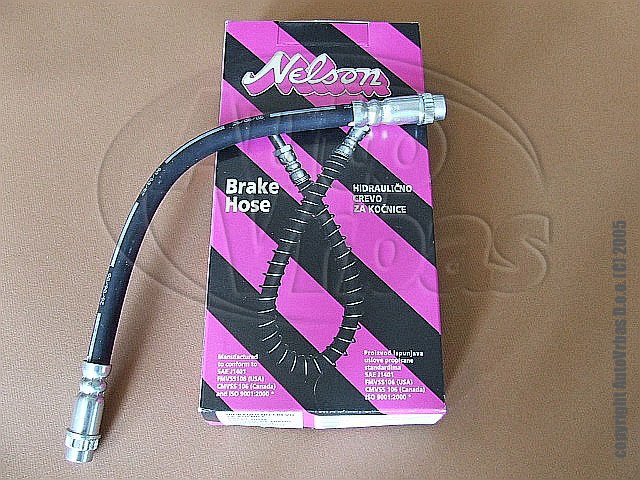 Nelson
Brake
Hose
HIDRAULIČNO
CREVO
ZA KOČNICE
Manufactured
to conform to
SAE J1401
FMVSS106 (USA)
CMVSS 106 (Canada)
and ISO 9001:2000 *
Proizvod ispunjava
uslove propisane
standardima
SAE J1401
FMVSS106 (USA)
CMVSS 106 (Canada)
ISO 9001:2000 *
copyright AutoVirbas D.o.o. (C) 2005